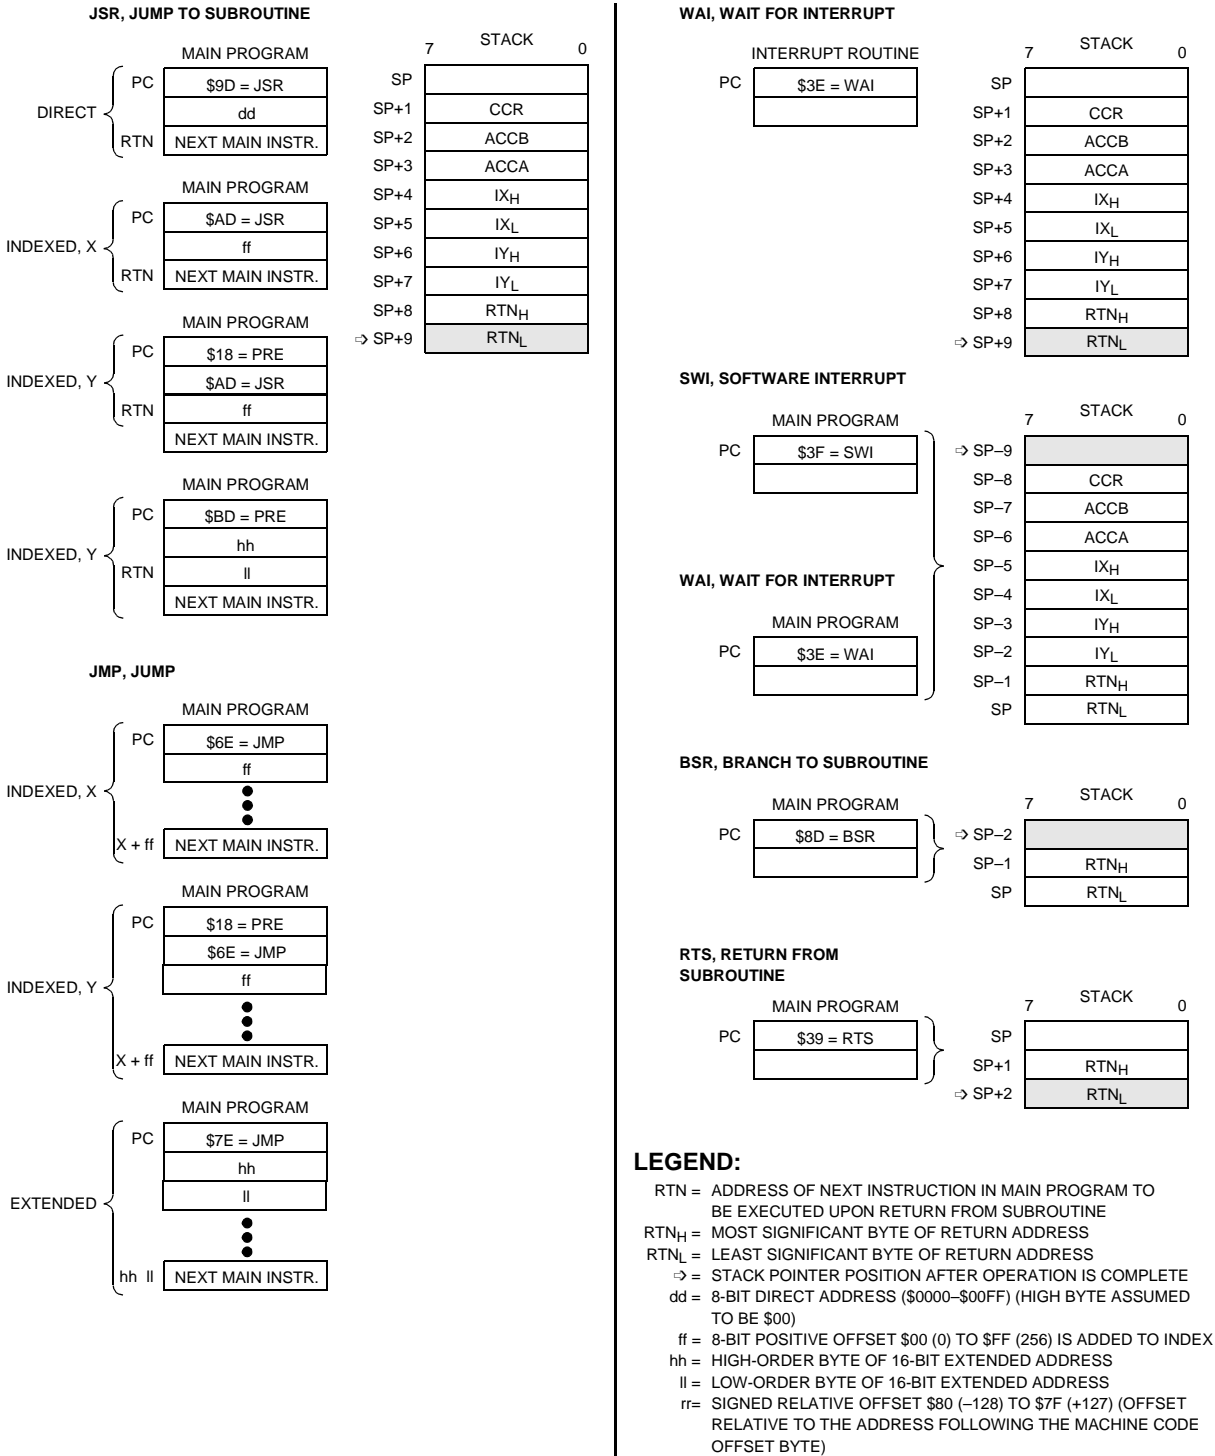 JSR, JUMP TO SUBROUTINE
MAIN PROGRAM
DIRECT
PC $9D = JSR
dd
RTN NEXT MAIN INSTR.
MAIN PROGRAM
INDEXED, X
PC $AD = JSR
ff
RTN NEXT MAIN INSTR.
MAIN PROGRAM
INDEXED, Y
PC $18 = PRE
$AD = JSR
RTN ff
NEXT MAIN INSTR.
MAIN PROGRAM
INDEXED, Y
PC $BD = PRE
hh
RTN ll
NEXT MAIN INSTR.
7 STACK 0
SP
SP+1 CCR
SP+2 ACCB
SP+3 ACCA
SP+4 IXH
SP+5 IXL
SP+6 IYH
SP+7 IYL
SP+8 RTNH
➩ SP+9 RTNL
JMP, JUMP
MAIN PROGRAM
INDEXED, X
PC $6E = JMP
ff
X + ff NEXT MAIN INSTR.
MAIN PROGRAM
INDEXED, Y
PC $18 = PRE
$6E = JMP
ff
X + ff NEXT MAIN INSTR.
MAIN PROGRAM
EXTENDED
PC $7E = JMP
hh
ll
hh ll NEXT MAIN INSTR.
WAI, WAIT FOR INTERRUPT
INTERRUPT ROUTINE
PC $3E = WAI
7 STACK 0
SP
SP+1 CCR
SP+2 ACCB
SP+3 ACCA
SP+4 IXH
SP+5 IXL
SP+6 IYH
SP+7 IYL
SP+8 RTNH
➩ SP+9 RTNL
SWI, SOFTWARE INTERRUPT
MAIN PROGRAM
PC $3F = SWI
WAI, WAIT FOR INTERRUPT
MAIN PROGRAM
PC $3E = WAI
7 STACK 0
➩ SP–9
SP–8 CCR
SP–7 ACCB
SP–6 ACCA
SP–5 IXH
SP–4 IXL
SP–3 IYH
SP–2 IYL
SP–1 RTNH
SP RTNL
BSR, BRANCH TO SUBROUTINE
MAIN PROGRAM
PC $8D = BSR
7 STACK 0
➩ SP–2
SP–1 RTNH
SP RTNL
RTS, RETURN FROM
SUBROUTINE
MAIN PROGRAM
PC $39 = RTS
7 STACK 0
SP
SP+1 RTNH
➩ SP+2 RTNL
LEGEND:
RTN = ADDRESS OF NEXT INSTRUCTION IN MAIN PROGRAM TO
BE EXECUTED UPON RETURN FROM SUBROUTINE
RTNH = MOST SIGNIFICANT BYTE OF RETURN ADDRESS
RTNL = LEAST SIGNIFICANT BYTE OF RETURN ADDRESS
➩ = STACK POINTER POSITION AFTER OPERATION IS COMPLETE
dd = 8-BIT DIRECT ADDRESS ($0000–$00FF) (HIGH BYTE ASSUMED
TO BE $00)
ff = 8-BIT POSITIVE OFFSET $00 (0) TO $FF (256) IS ADDED TO INDEX
hh = HIGH-ORDER BYTE OF 16-BIT EXTENDED ADDRESS
ll = LOW-ORDER BYTE OF 16-BIT EXTENDED ADDRESS
rr= SIGNED RELATIVE OFFSET $80 (–128) TO $7F (+127) (OFFSET
RELATIVE TO THE ADDRESS FOLLOWING THE MACHINE CODE
OFFSET BYTE)